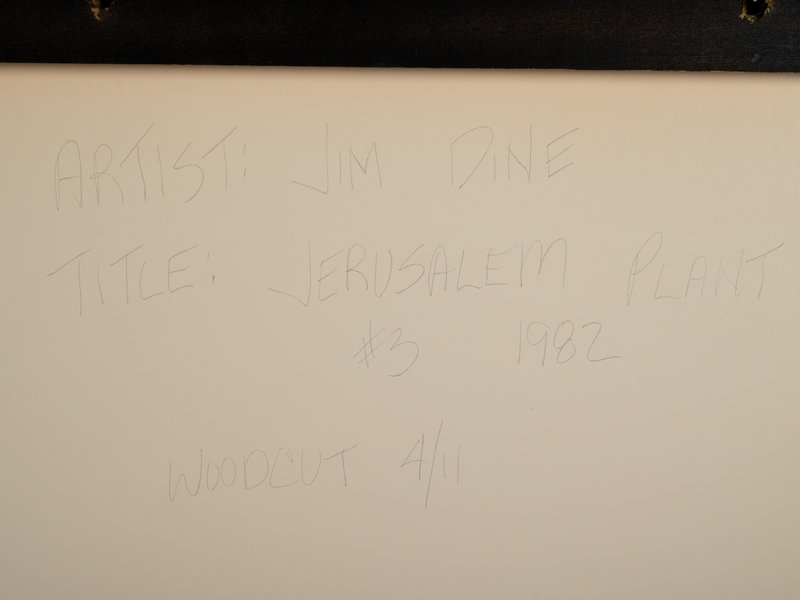 ARTIST: JIM DINE
TITLE: JERUSALEM PLANT
#3 1982
WOODCUT 4/11